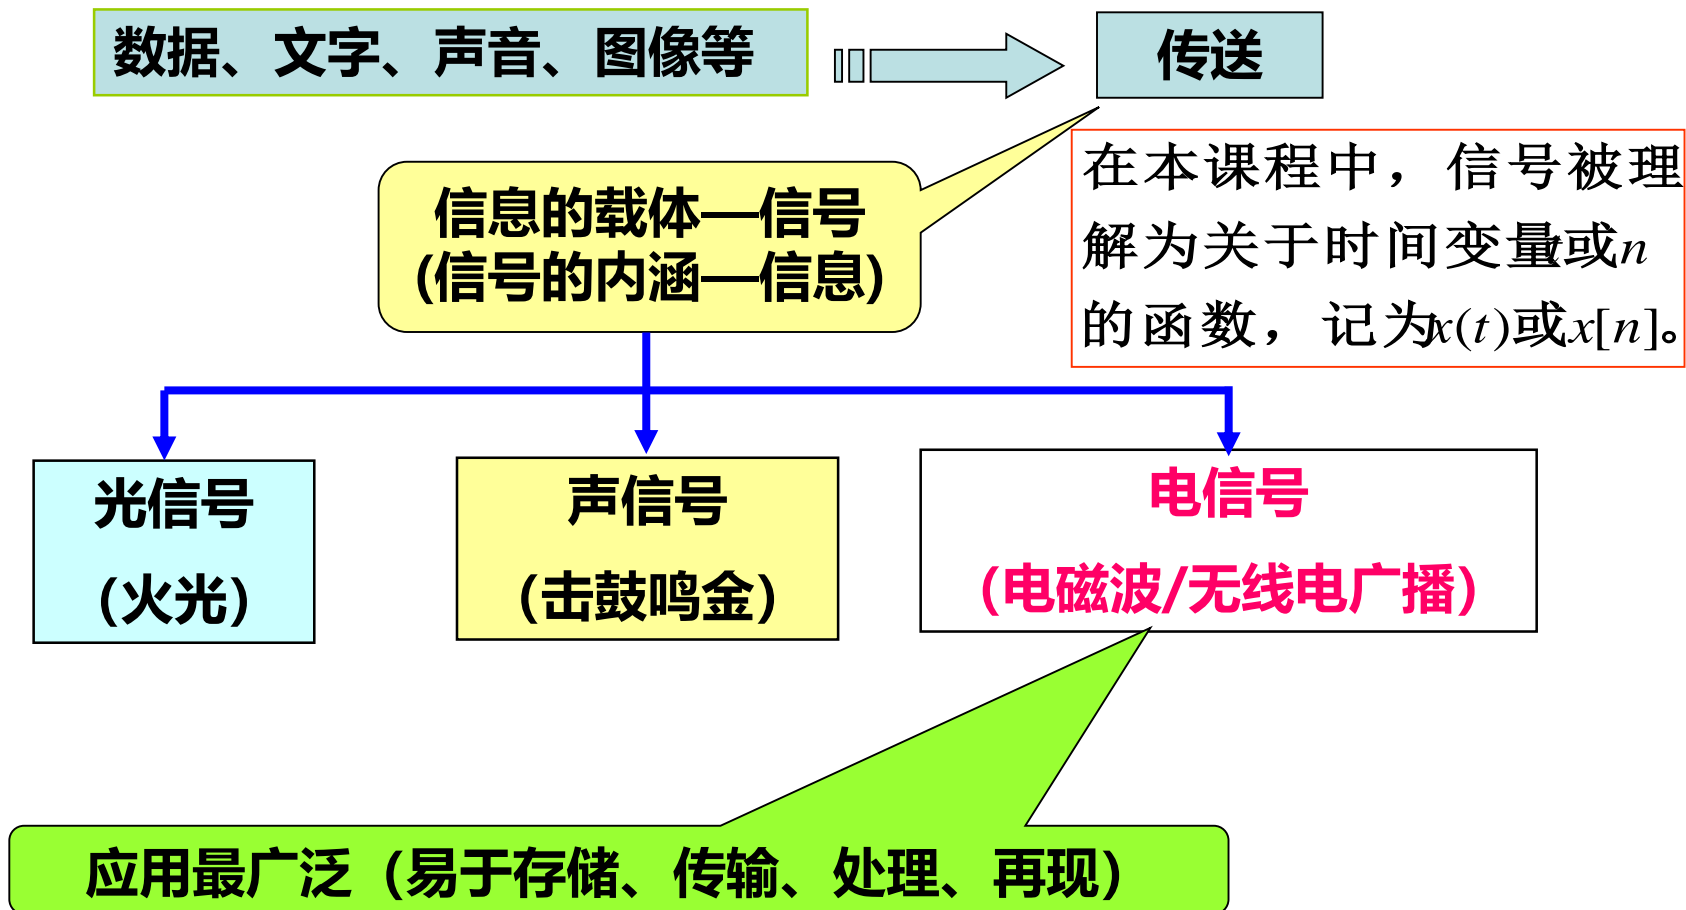 数据、文字、声音、图像等
传送
信息的载体—信号
(信号的内涵—信息)
在本课程中，信号被理
解为关于时间变量t或n
的函数，记为x(t)或x[n]。
光信号
（火光）
声信号
（击鼓鸣金）
电信号
（电磁波/无线电广播）
应用最广泛（易于存储、传输、处理、再现）